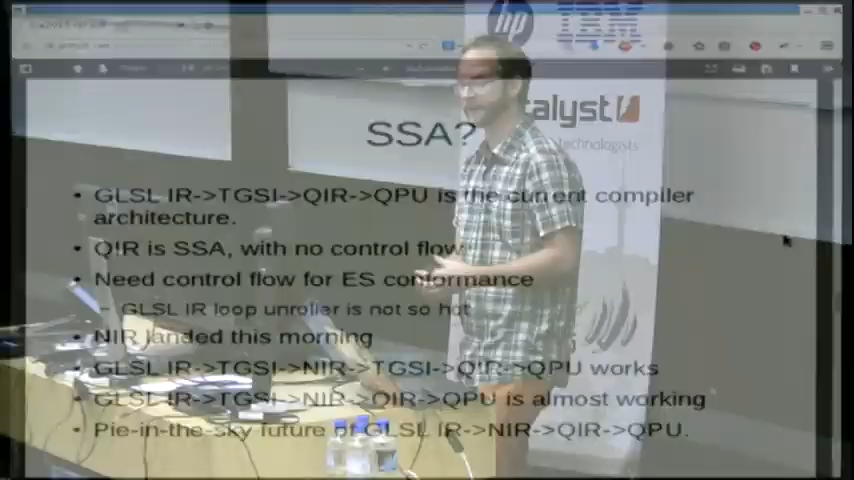 hp
IBM
catalyst
technologists
SSA?
• GLSL IR->TGSI->QIR->QPU is the current compiler
architecture.
• QIR is SSA, with no control flow
• Need control flow for ES conformance
– GLSL IR loop unroller is not so hot
• NIR landed this morning
• GLSL IR->TGSI->NIR->TGSI->QIR->QPU works
• GLSL IR->TGSI->NIR->QIR->QPU is almost working
• Pie-in-the-sky future of GLSL IR->NIR->QIR->QPU.